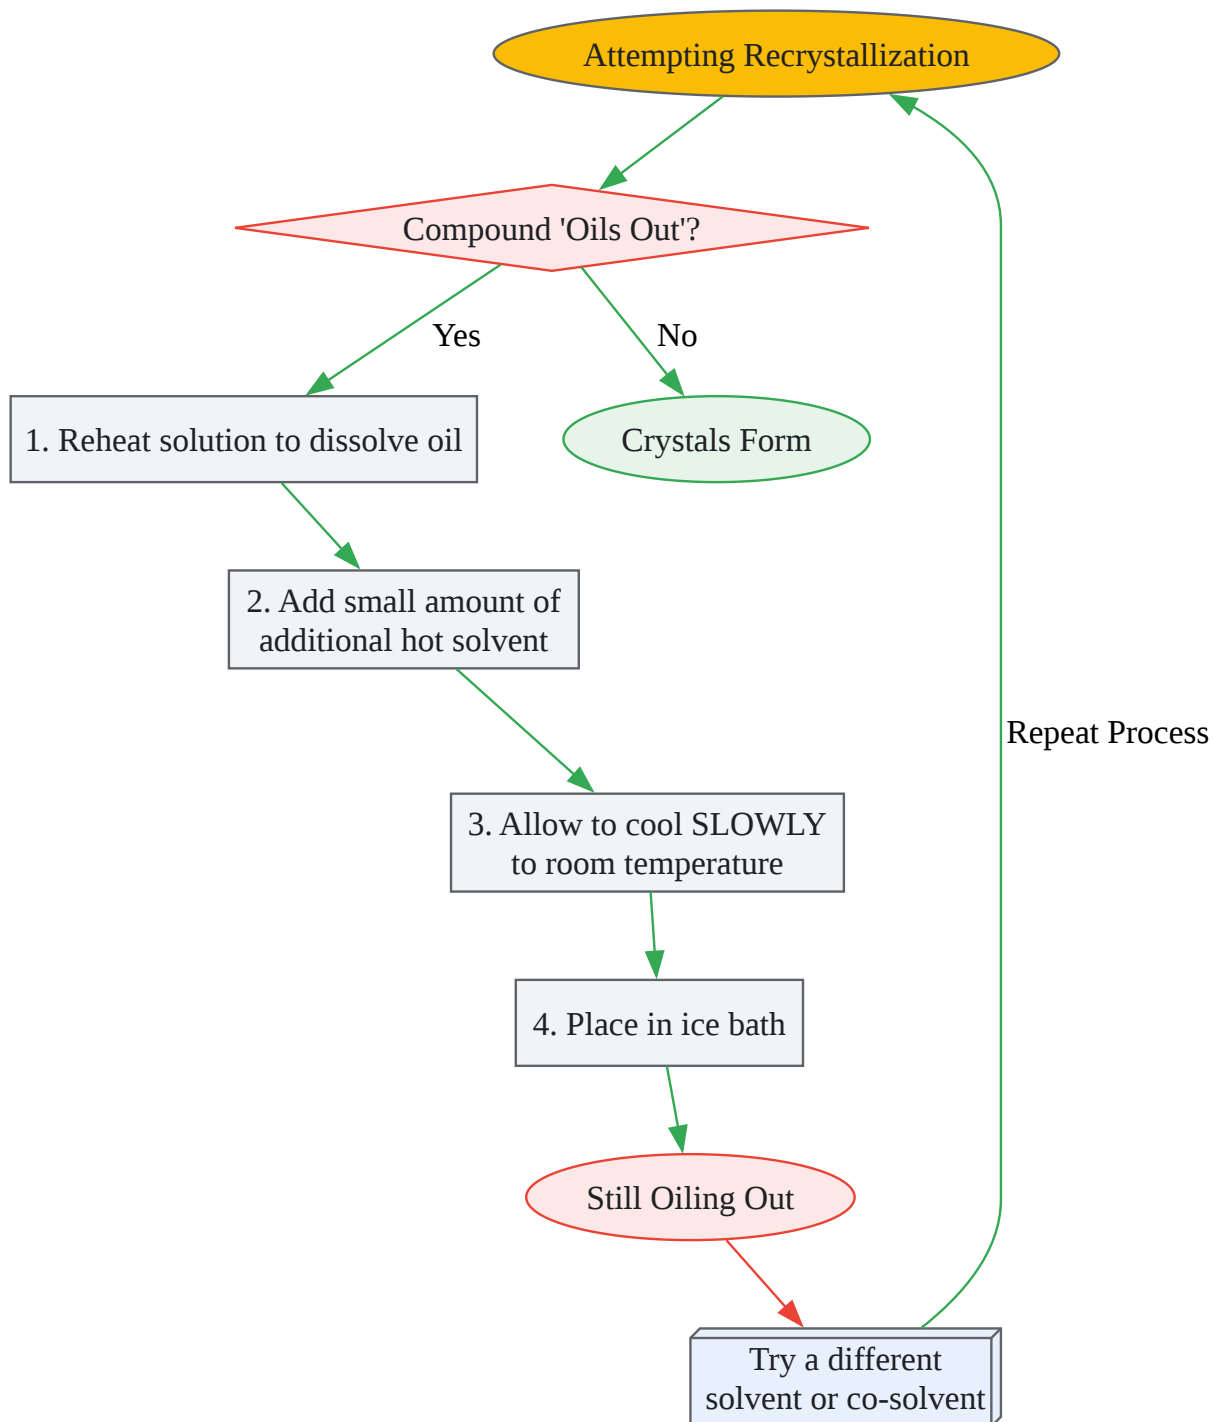 Attempting Recrystallization
Compound 'Oils Out'?
Yes
No
1. Reheat solution to dissolve oil
Crystals Form
2. Add small amount of
additional hot solvent
Repeat Process
3. Allow to cool SLOWLY
to room temperature
4. Place in ice bath
Still Oiling Out
Try a different
solvent or co-solvent